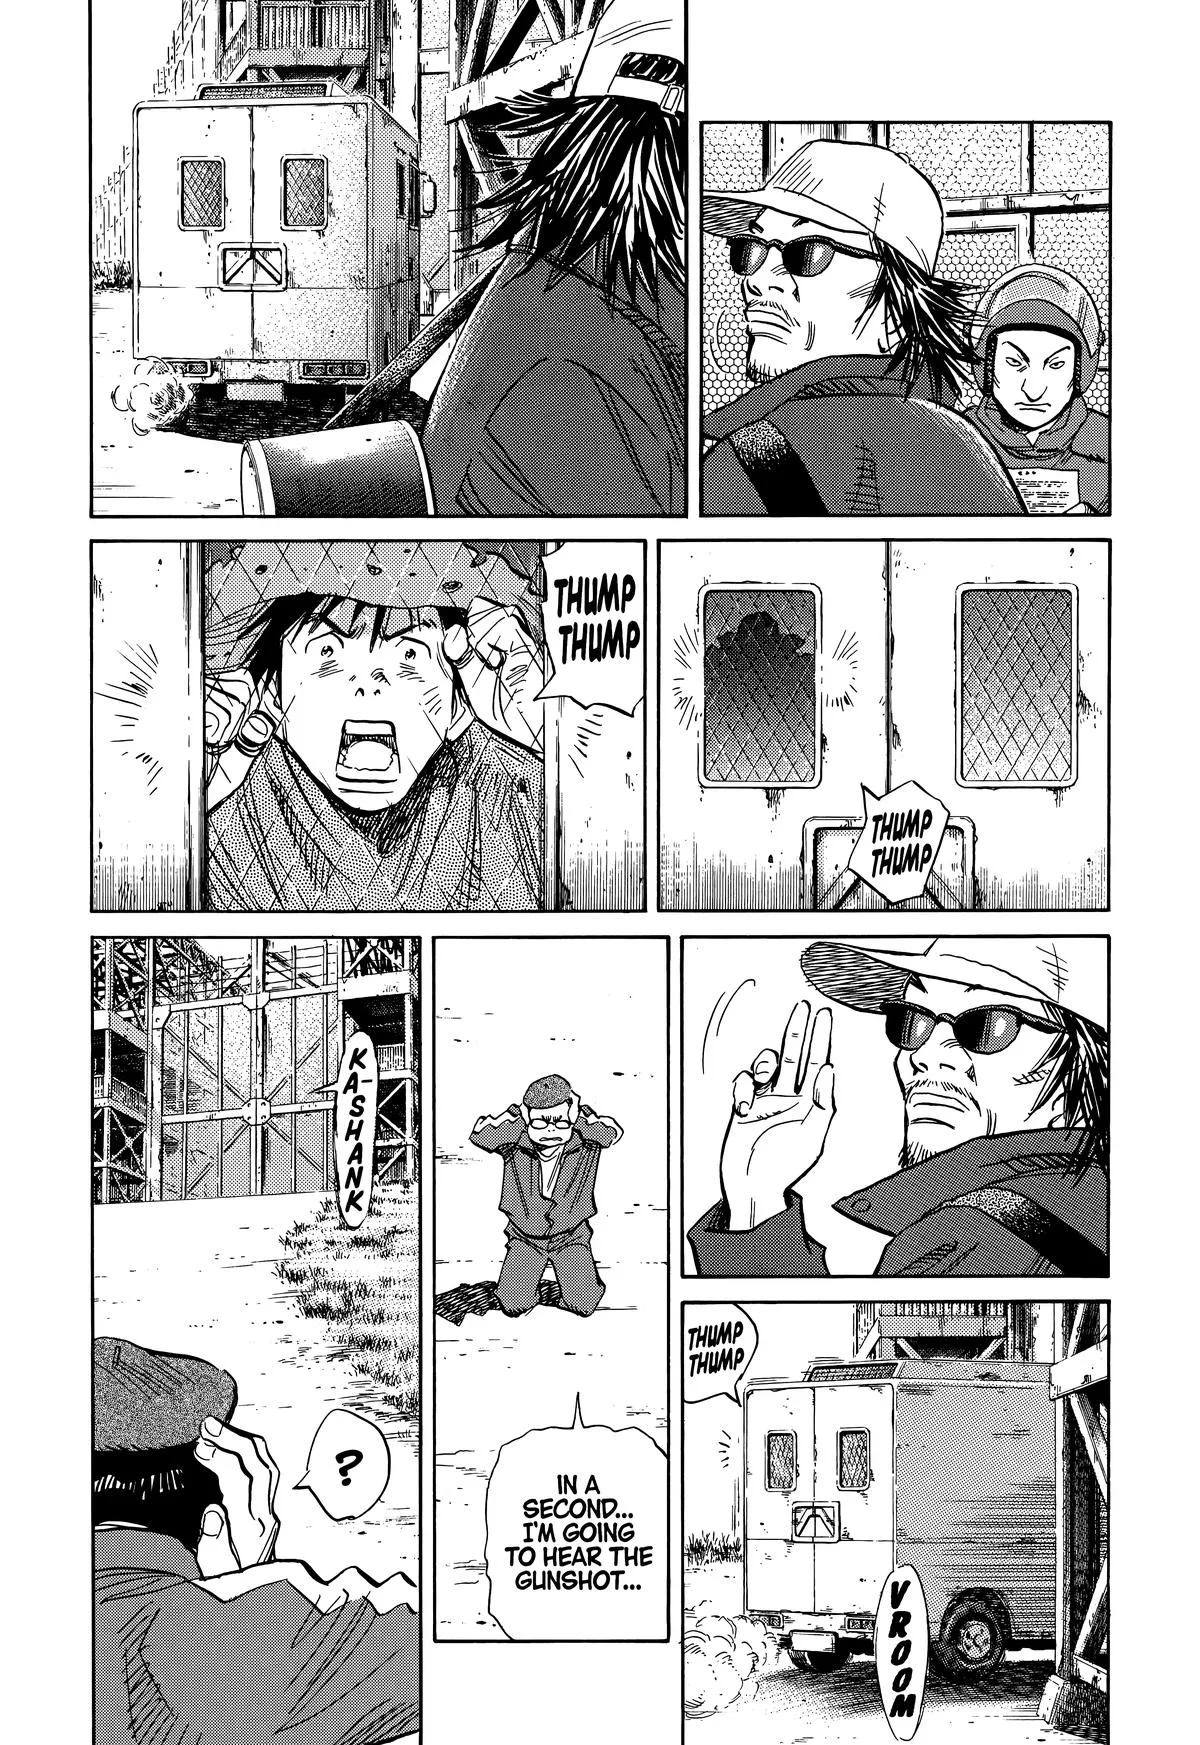 THUMP
THUMP
THUMP
THUMP
THUMP
THUMP
VROOM
IN A
SECOND...
I'M GOING
TO HEAR THE
GUNSHOT...
KA-SHANK
?